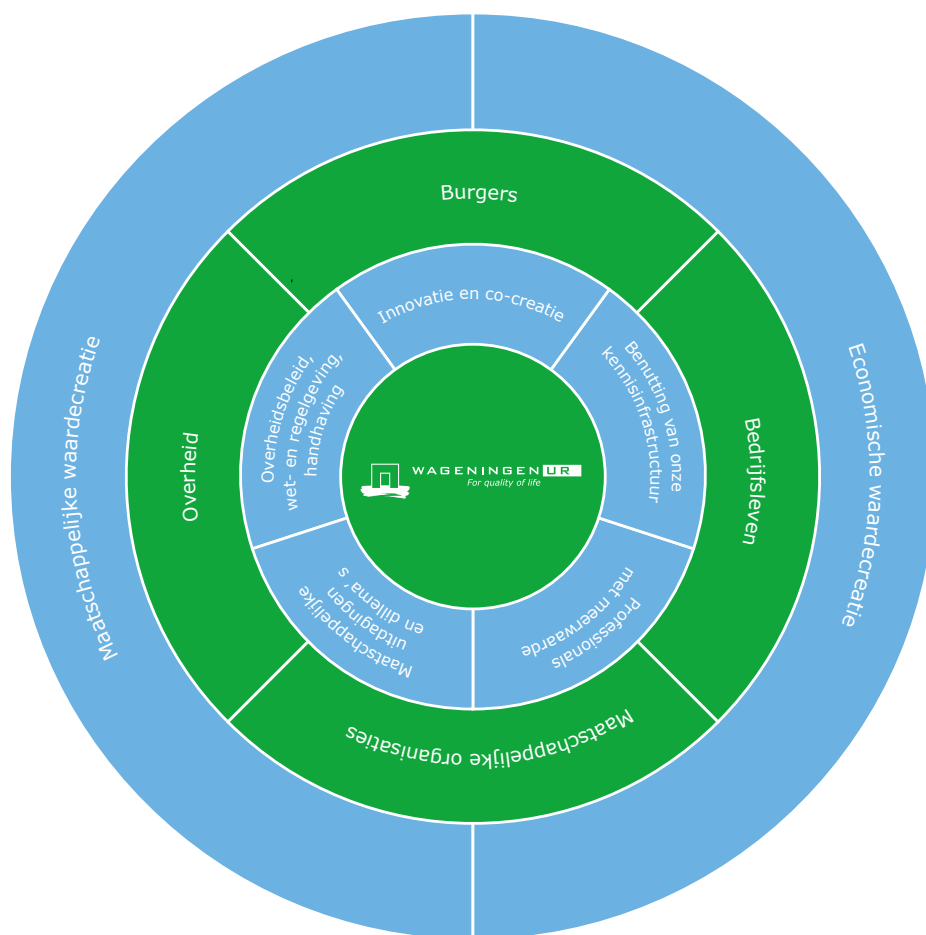 Burgers
Innovatie en co-creatie
Overheidsbeleid,
wet- en regelgeving,
handhaving
Benutting van onze
kennisinfrastructuur
Maatschappelijke waardecreatie
Overheid
WAGENINGEN UR
For quality of life
Bedrijfsleven
Economische waardecreatie
Maatschappelijke
uitdagingen
en dillema's
Professionals
met meerwaarde
Maatschappelijke organisaties